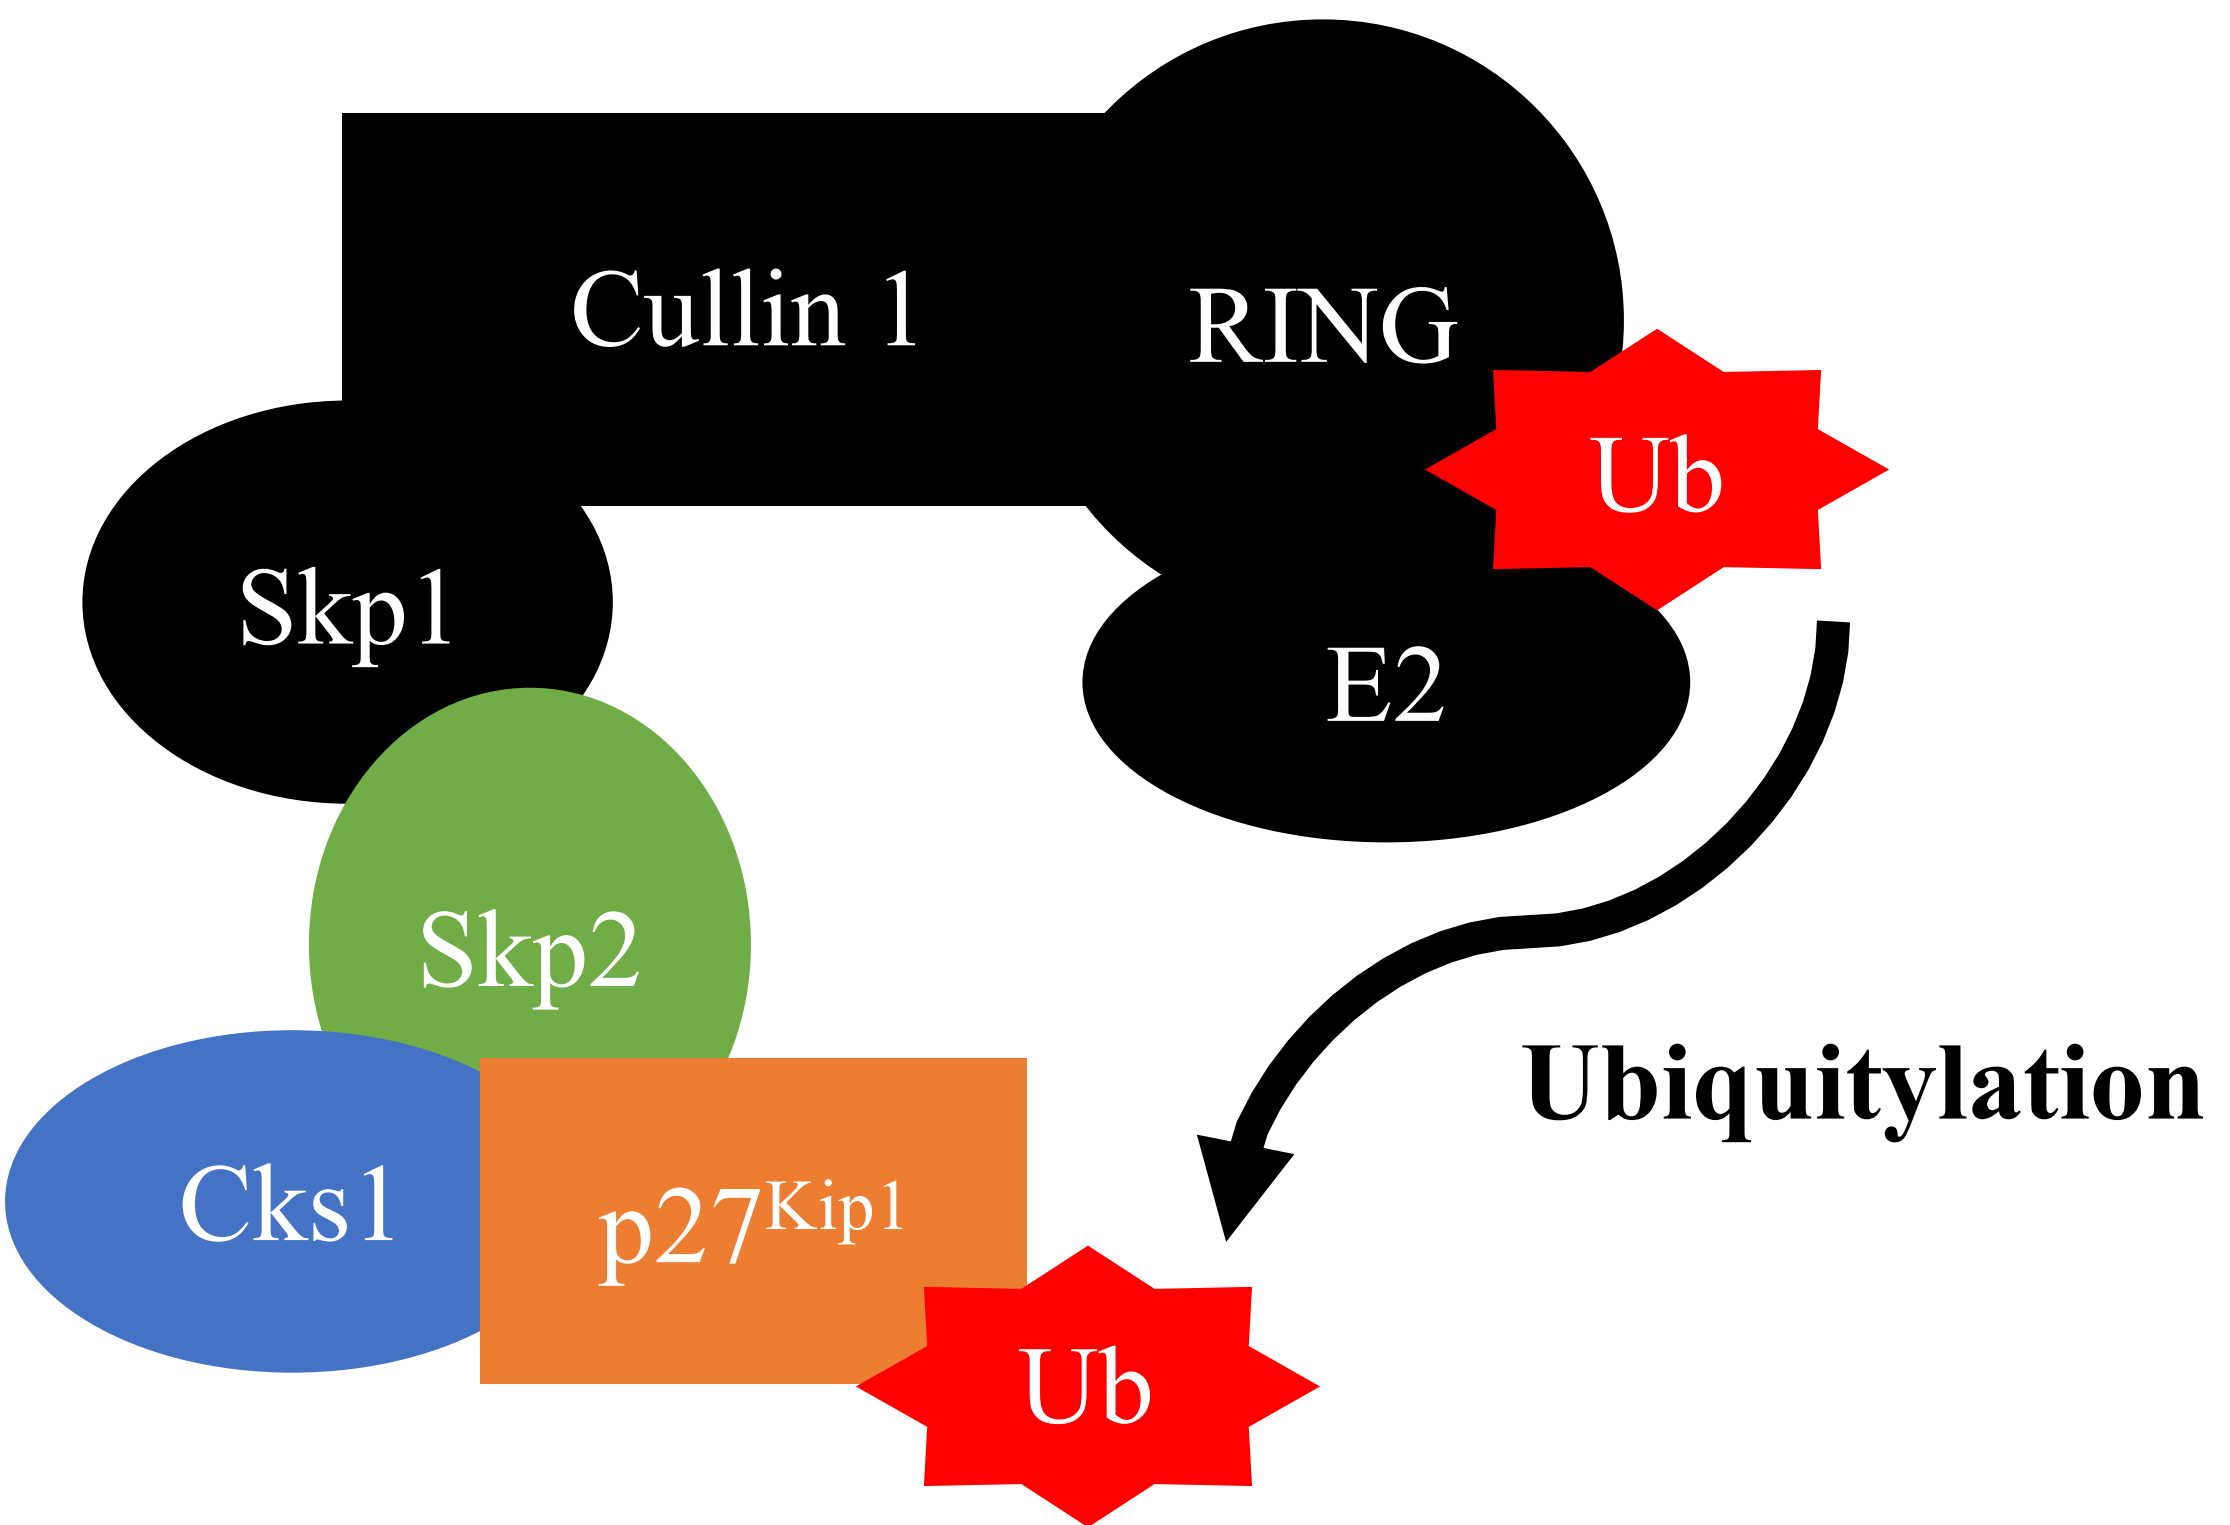 Cullin 1
RING
Ub
Skp1
E2
Skp2
Ubiquitylation
Cks1
p27Kip1
Ub